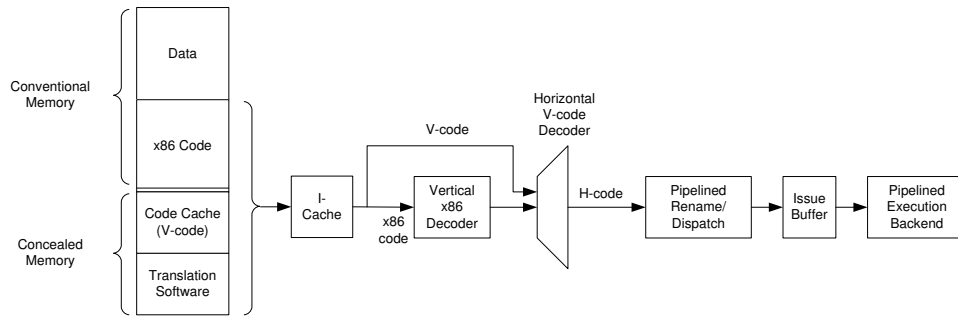 Conventional
Memory
Data
x86 Code
Concealed
Memory
Code Cache
(V-code)
Translation
Software
I-
Cache
V-code
x86
code
Vertical
x86
Decoder
Horizontal
V-code
Decoder
H-code
Pipelined
Rename/
Dispatch
Issue
Buffer
Pipelined
Execution
Backend